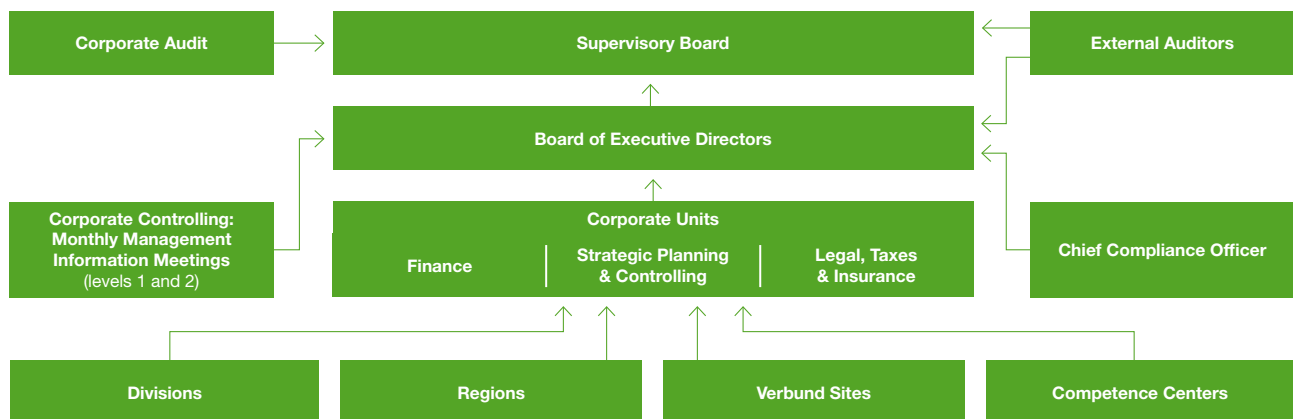 Corporate Audit
Supervisory Board
External Auditors
Board of Executive Directors
Corporate Controlling:
Monthly Management
Information Meetings
(levels 1 and 2)
Corporate Units
Finance
Strategic Planning
& Controlling
Legal, Taxes
& Insurance
Chief Compliance Officer
Divisions
Regions
Verbund Sites
Competence Centers